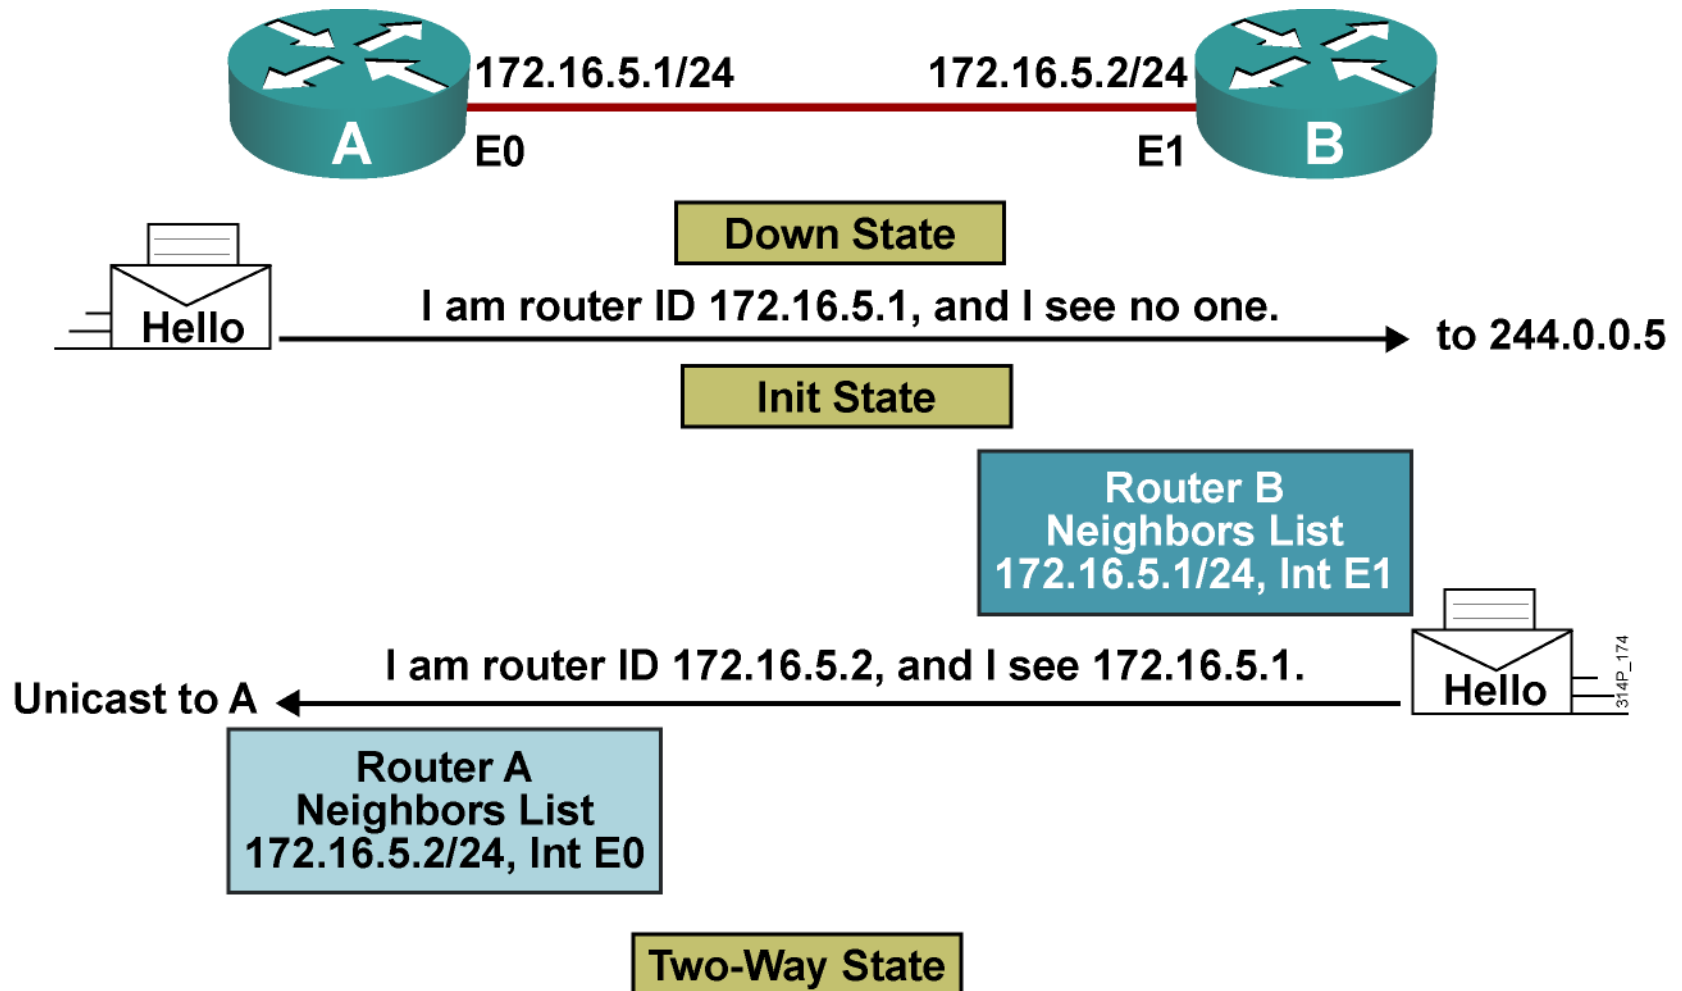 172.16.5.1/24
172.16.5.2/24
A
E0
E1
B
Down State
Hello
I am router ID 172.16.5.1, and I see no one.
to 244.0.0.5
Init State
Router B
Neighbors List
172.16.5.1/24, Int E1
I am router ID 172.16.5.2, and I see 172.16.5.1.
Unicast to A
Hello
314P_174
Router A
Neighbors List
172.16.5.2/24, Int E0
Two-Way State